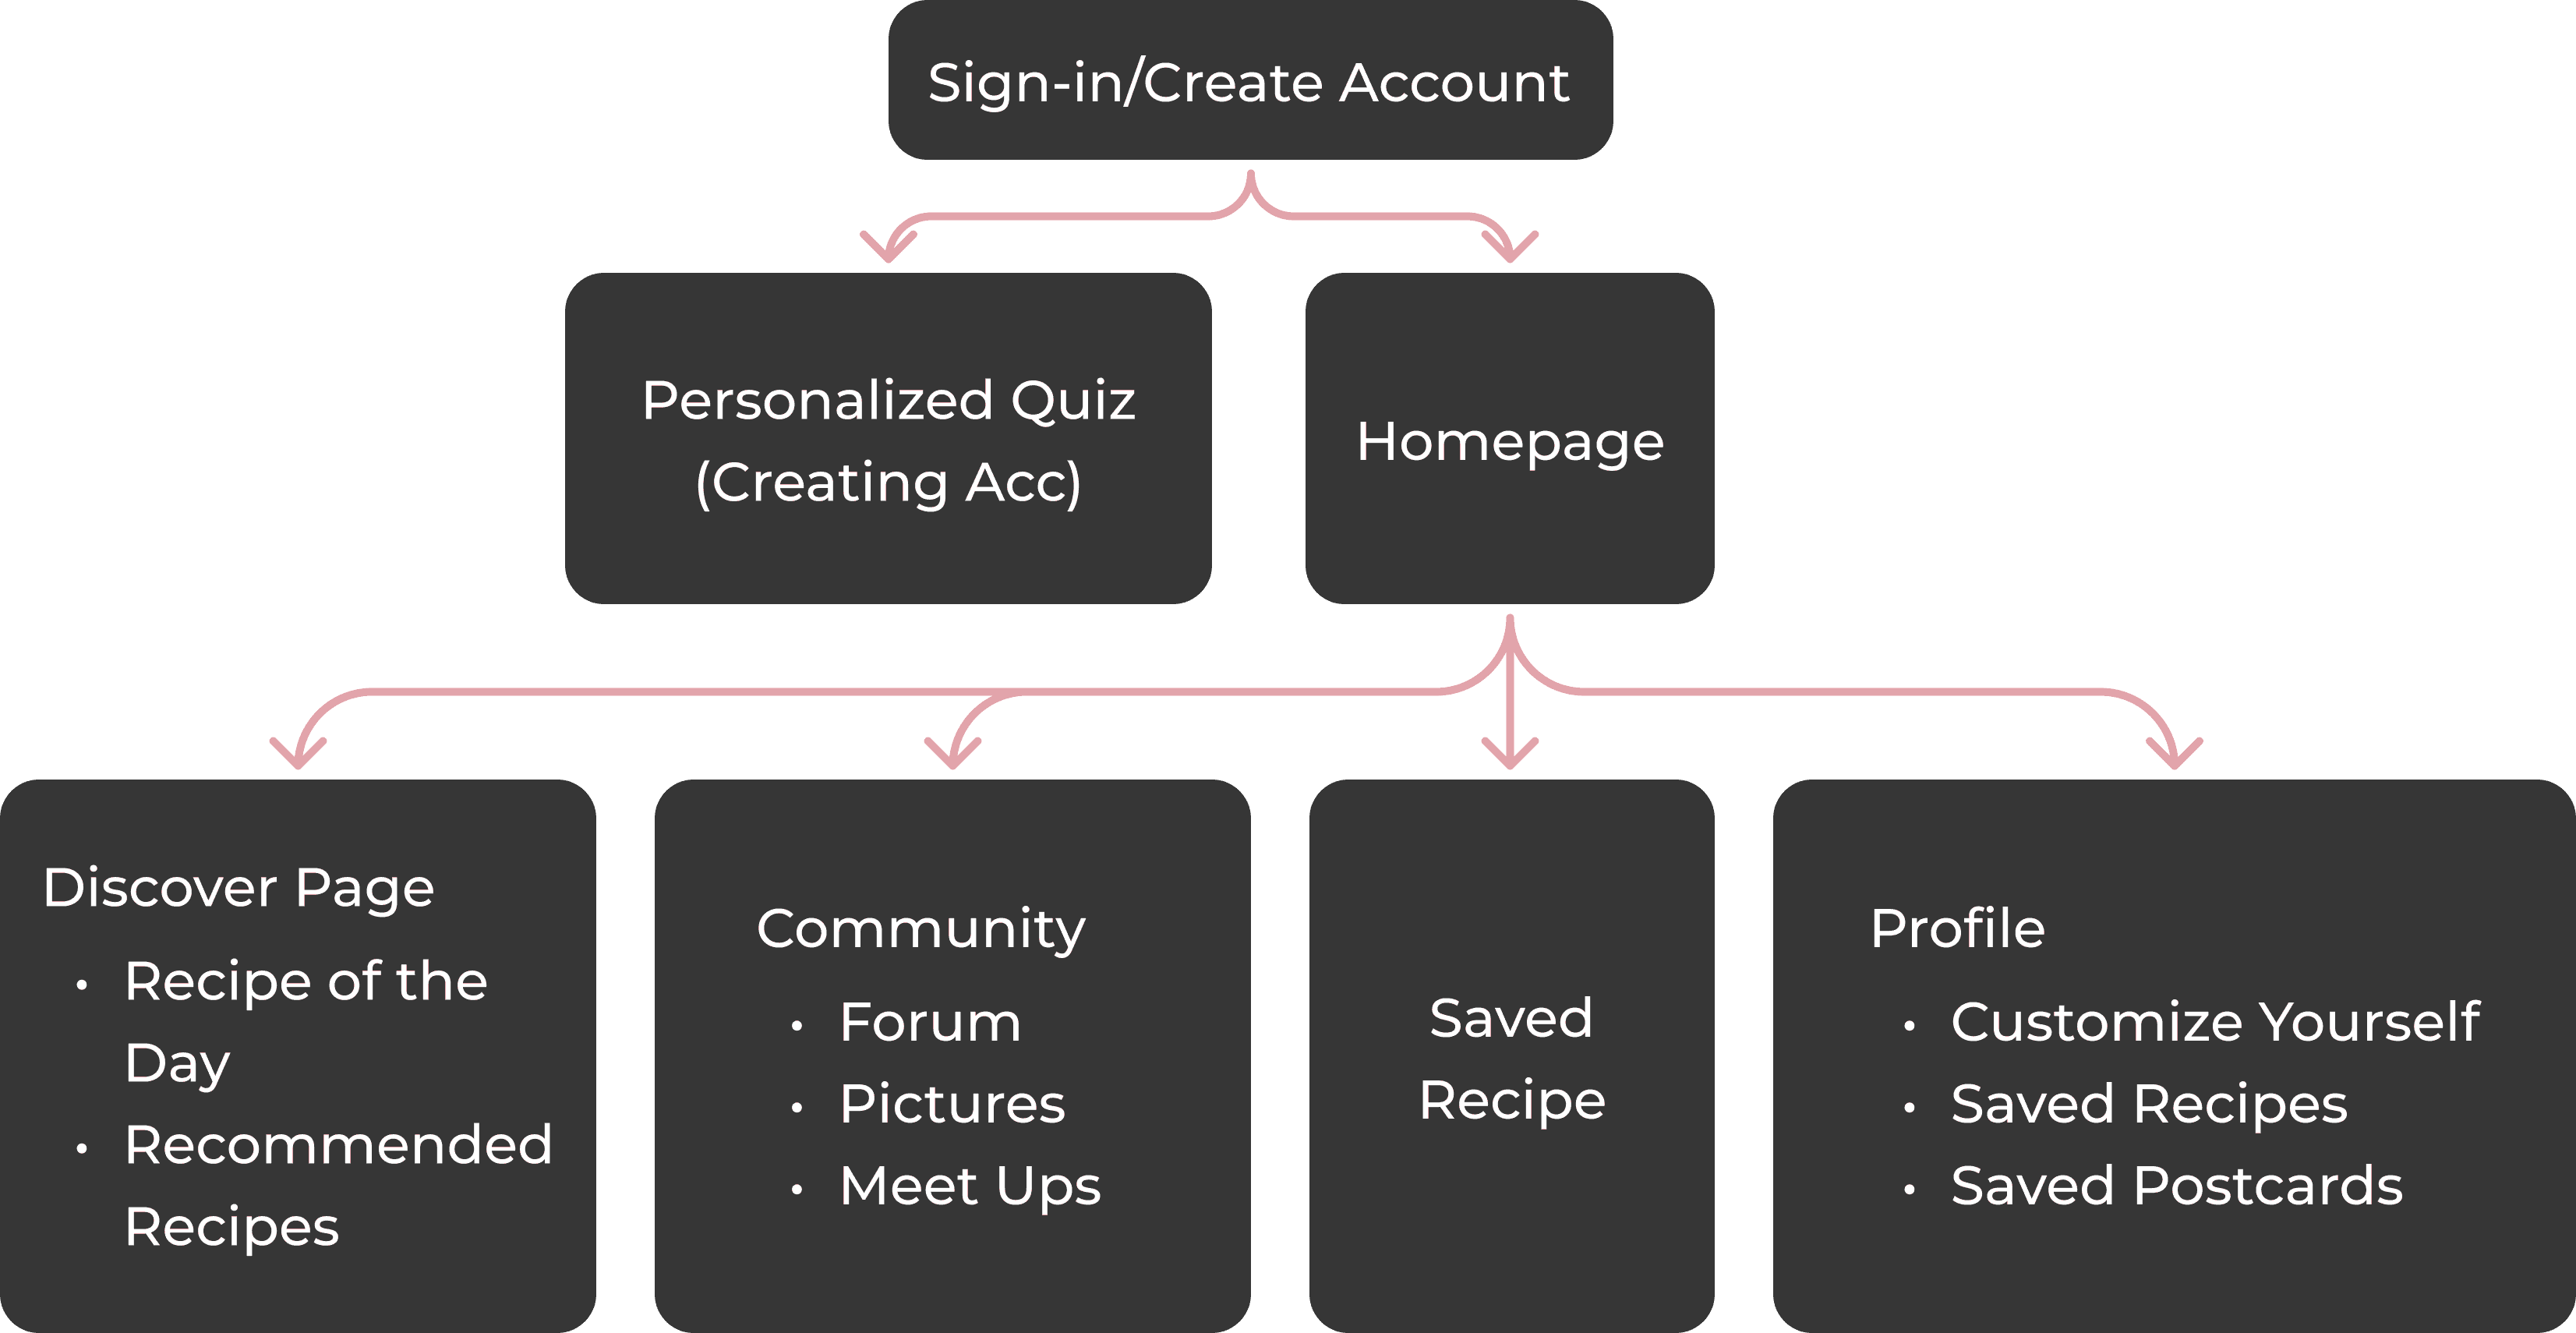 Sign-in/Create Account
Personalized Quiz
(Creating Acc)
Homepage
Discover Page
• Recipe of the
Day
• Recommended
Recipes
Community
• Forum
• Pictures
• Meet Ups
Saved
Recipe
Profile
• Customize Yourself
• Saved Recipes
• Saved Postcards